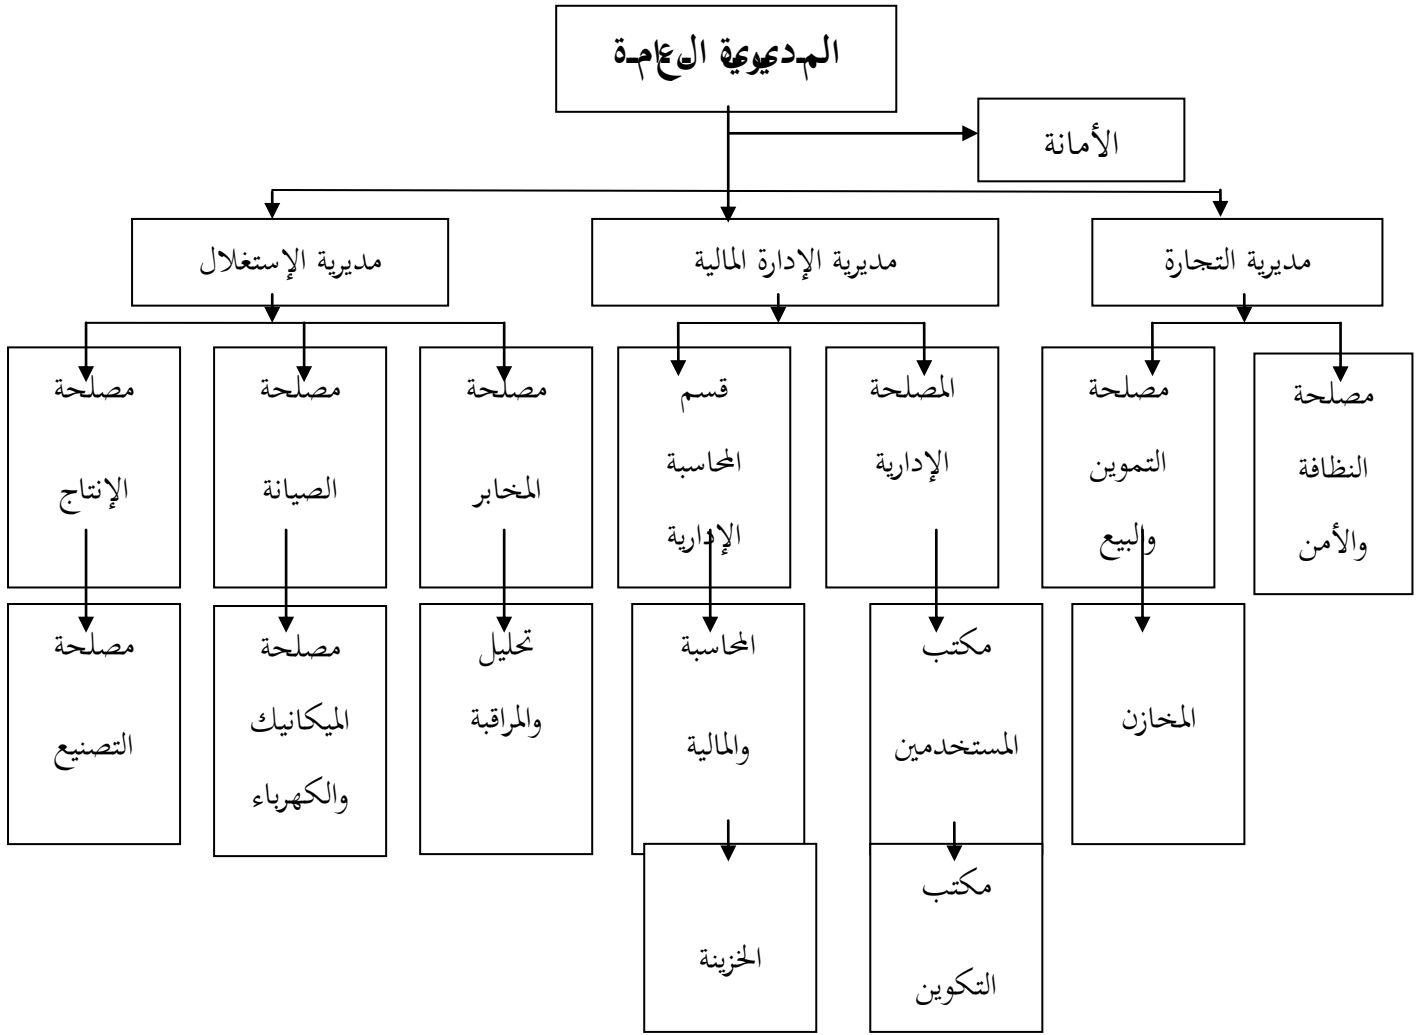 المديرية العامة
الأمانة
مديرية التجارة
مديرية الإدارة المالية
مديرية الإستغلال
مصلحة
النظافة
والأمن
مصلحة
التموين
والبيع
المصلحة
الإدارية
قسم
المحاسبة
الإدارية
مصلحة
المخابر
مصلحة
الصيانة
مصلحة
الإنتاج
المخازن
مكتب
المستخدمين
المحاسبة
والمالية
تحليل
والمراقبة
مصلحة
الميكانيك
والكهرباء
مصلحة
التصنيع
مكتب
التكوين
الخزينة